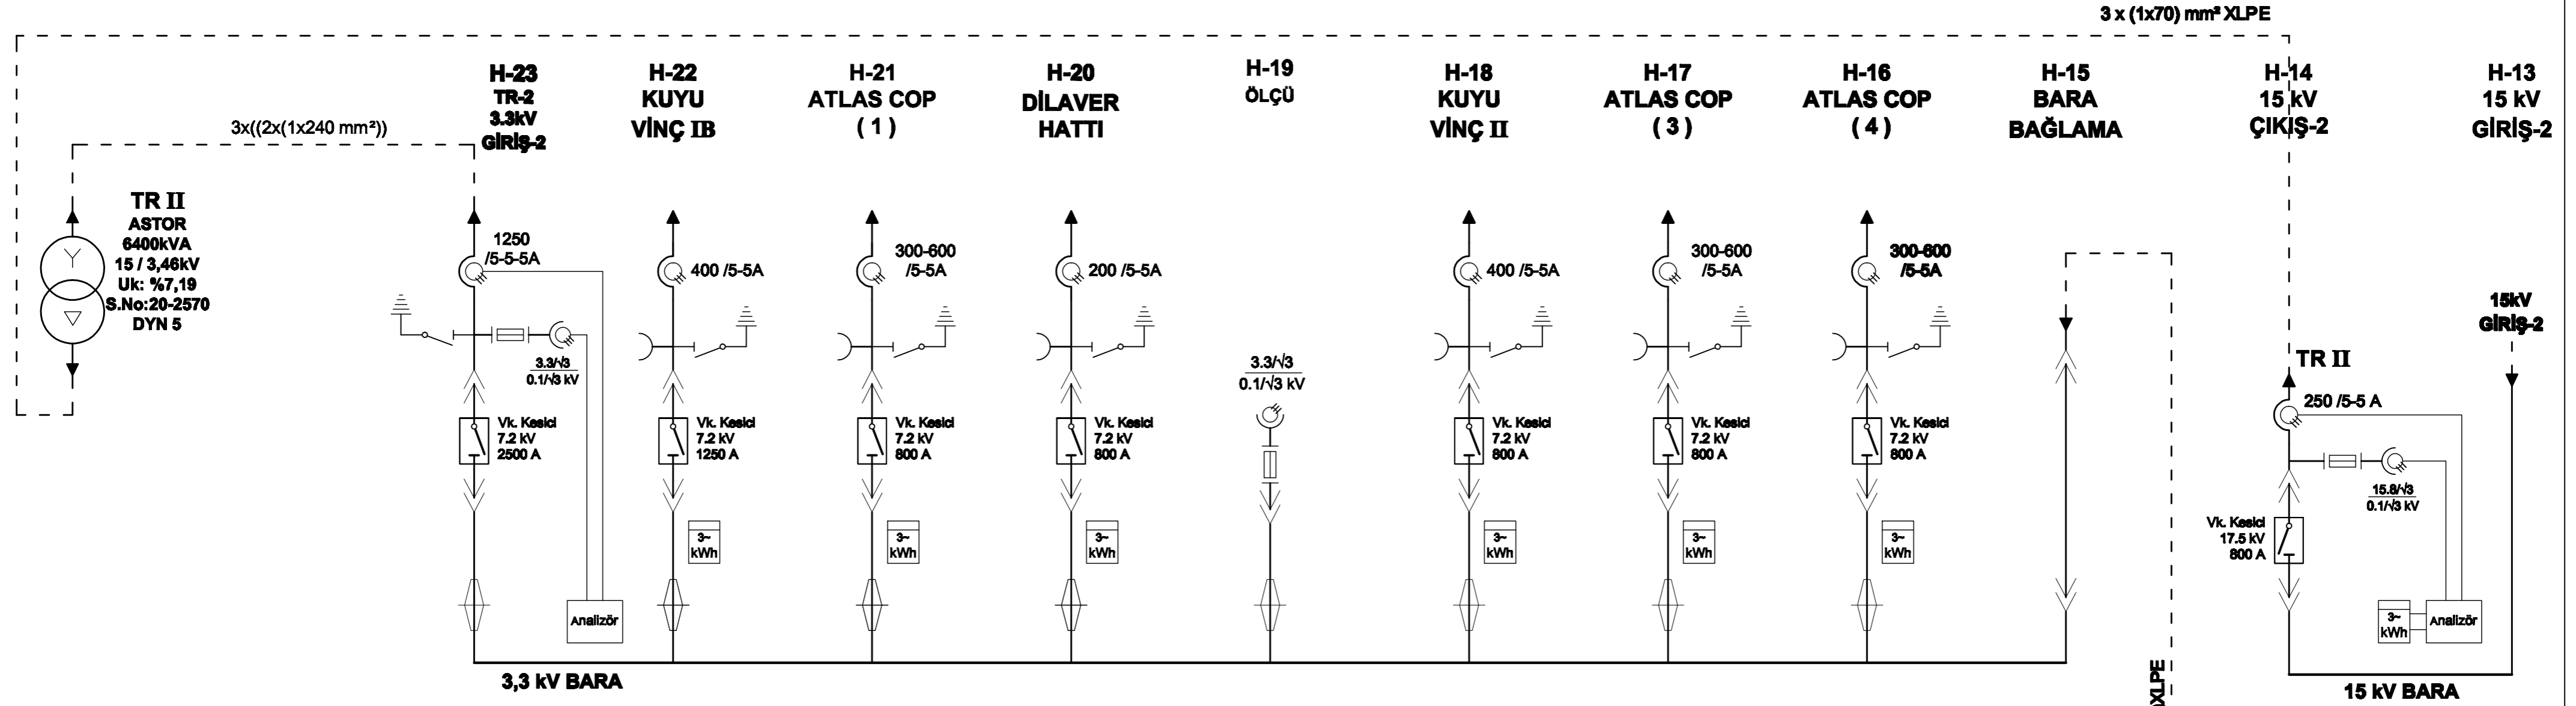 3 x (1x70) mm² XLPE
H-23
TR-2
3.3kV
GİRİŞ-2
H-22
KUYU
VİNÇ IB
H-21
ATLAS COP
( 1 )
H-20
DİLAVER
HATTI
H-19
ÖLÇÜ
H-18
KUYU
VİNÇ II
H-17
ATLAS COP
( 3 )
H-16
ATLAS COP
( 4 )
H-15
BARA
BAĞLAMA
H-14
15 kV
ÇIKIŞ-2
H-13
15 kV
GİRİŞ-2
3x((2x(1x240 mm²))
TR II
ASTOR
6400kVA
15 / 3,46kV
Uk: %7,19
S.No:20-2570
DYN 5
1250
/5-5-5A
400 /5-5A
300-600
/5-5A
200 /5-5A
400 /5-5A
300-600
/5-5A
300-600
/5-5A
15kV
GİRİŞ-2
3.3/√3
0.1/√3 kV
3.3/√3
0.1/√3 kV
TR II
250 /5-5 A
Vk. Kesici
7.2 kV
2500 A
Vk. Kesici
7.2 kV
1250 A
Vk. Kesici
7.2 kV
800 A
Vk. Kesici
7.2 kV
800 A
Vk. Kesici
7.2 kV
800 A
Vk. Kesici
7.2 kV
800 A
Vk. Kesici
7.2 kV
800 A
15.8/√3
0.1/√3 kV
Vk. Kesici
17.5 kV
800 A
3~
kWh
3~
kWh
3~
kWh
3~
kWh
3~
kWh
3~
kWh
Analizör
3~
kWh
Analizör
3,3 kV BARA
XLPE
15 kV BARA